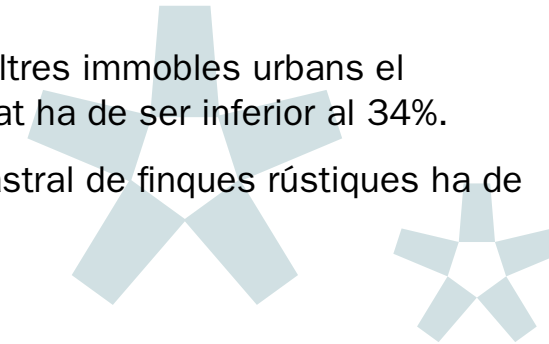 ltres immobles urbans el
at ha de ser inferior al 34%.
astral de finques rústiques ha de